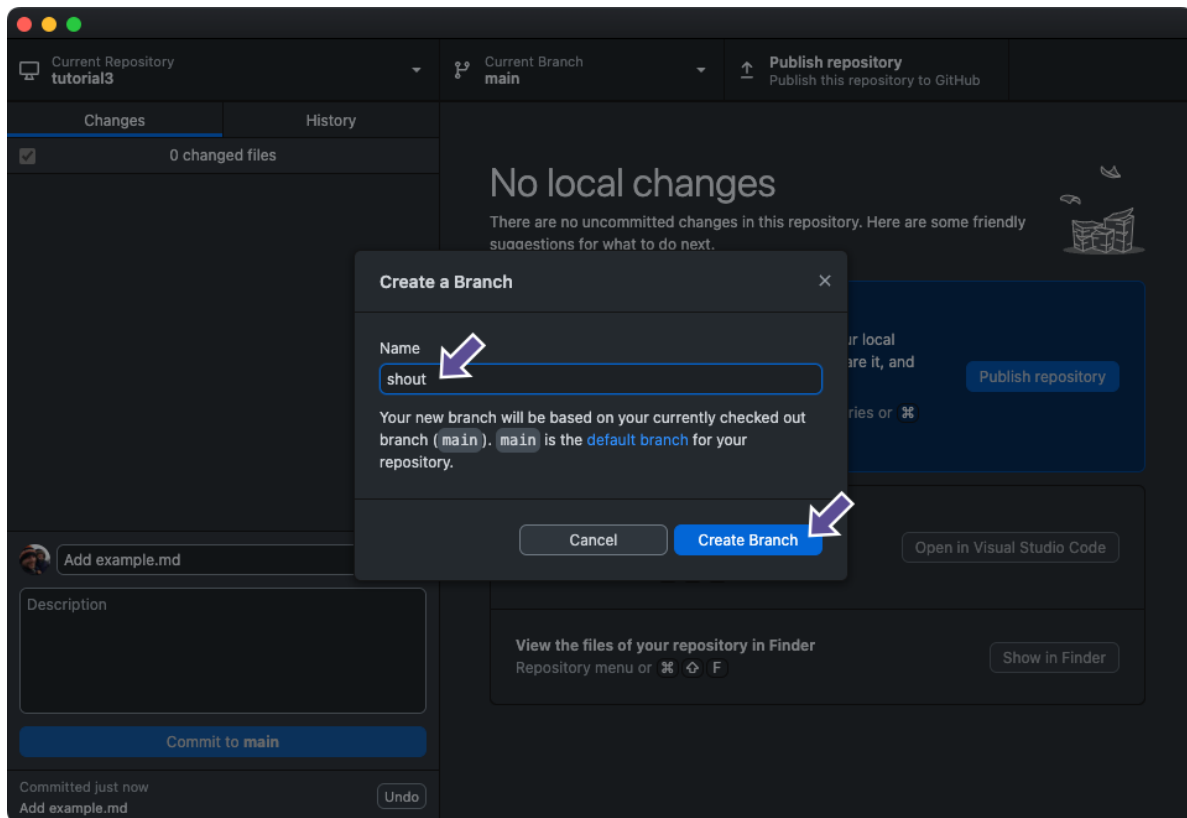 Current Repository
tutorial3
Current Branch
main
Publish repository
Publish this repository to GitHub
Changes
History
0 changed files
No local changes
There are no uncommitted changes in this repository. Here are some friendly
suggestions for what to do next.
Create a Branch
Name
shout
Your new branch will be based on your currently checked out
branch (main). main is the default branch for your
repository.
Cancel
Create Branch
ur local
are it, and
Publish repository
ries or ⌘
Open in Visual Studio Code
View the files of your repository in Finder
Repository menu or ⌘ ⇧ F
Show in Finder
Add example.md
Description
Commit to main
Committed just now
Add example.md
Undo